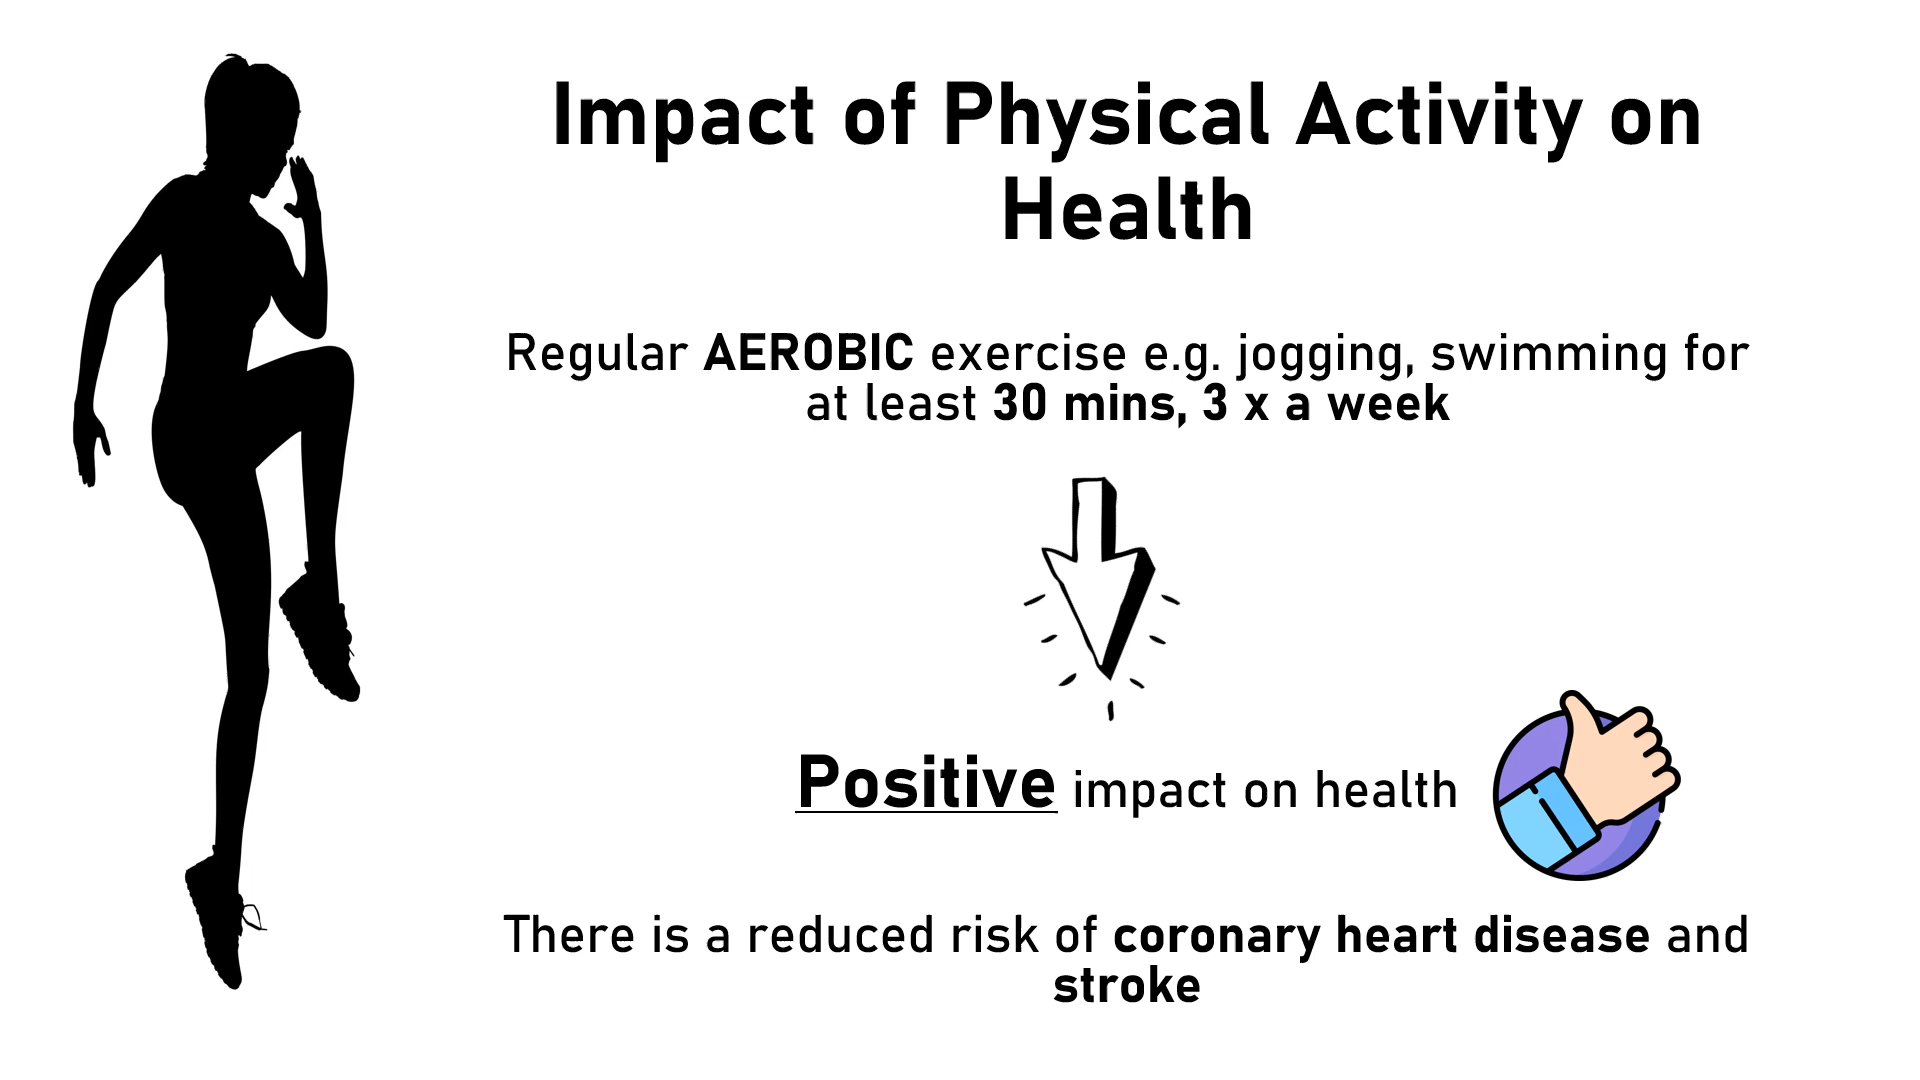 Impact of Physical Activity on
Health
Regular AEROBIC exercise e.g. jogging, swimming for
at least 30 mins, 3 x a week
Positive impact on health
There is a reduced risk of coronary heart disease and
stroke